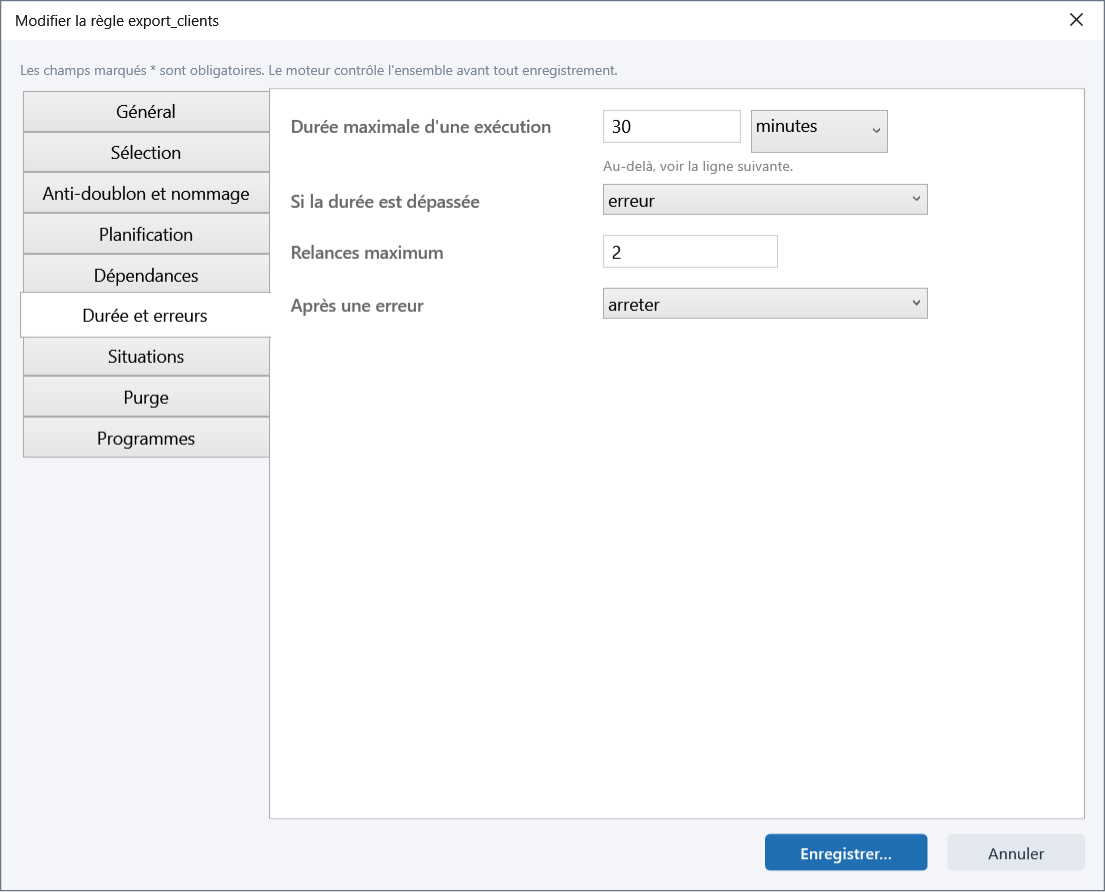 Modifier la règle export_clients
Les champs marqués * sont obligatoires. Le moteur contrôle l'ensemble avant tout enregistrement.
Général
Sélection
Anti-doublon et nommage
Planification
Dépendances
Durée et erreurs
Situations
Purge
Programmes
Durée maximale d'une exécution
30
minutes
Au-delà, voir la ligne suivante.
Si la durée est dépassée
erreur
Relances maximum
2
Après une erreur
arreter
Enregistrer...
Annuler